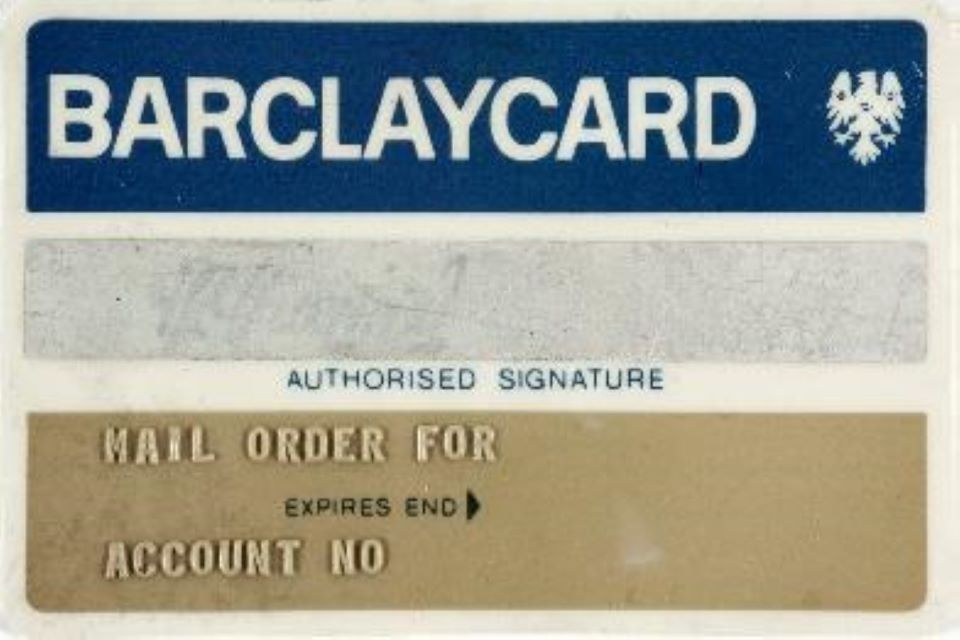 BARCLAYCARD
AUTHORISED SIGNATURE
MAIL ORDER FOR
EXPIRES END
ACCOUNT NO